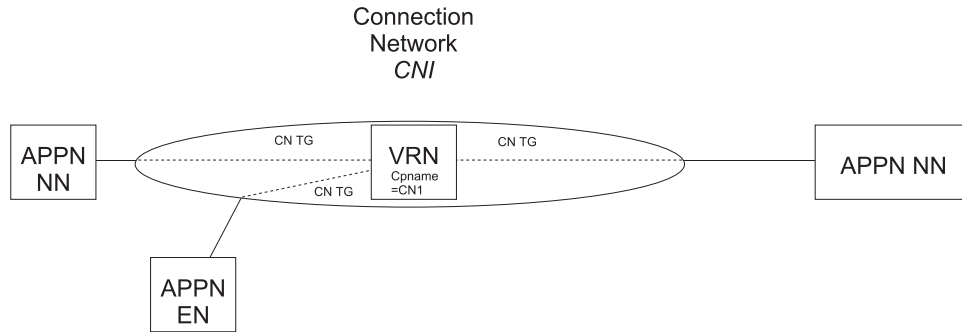 Connection
Network
CNI
CN TG
CN TG
APPN
NN
VRN
Cpname
=CN1
APPN NN
CN TG
APPN
EN